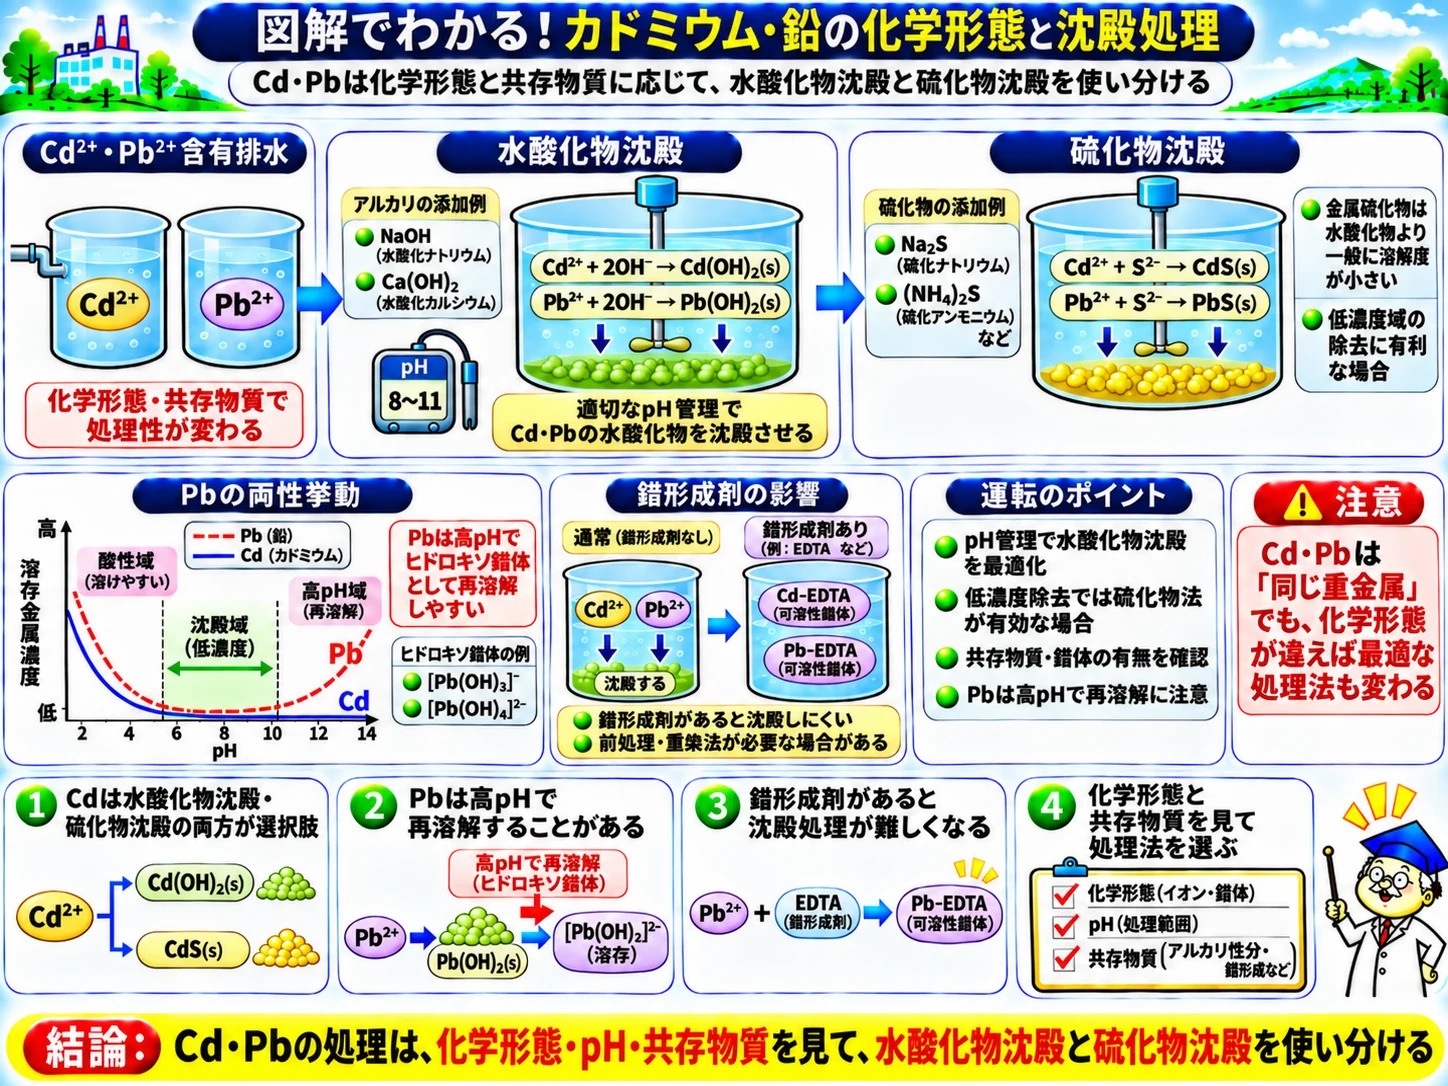 図解でわかる！カドミウム・鉛の化学形態と沈殿処理
Cd・Pbは化学形態と共存物質に応じて、水酸化物沈殿と硫化物沈殿を使い分ける
Cd²⁺・Pb²⁺含有排水
Cd²⁺
Pb²⁺
化学形態・共存物質で
処理性が変わる
水酸化物沈殿
アルカリの添加例
NaOH
(水酸化ナトリウム)
Ca(OH)₂
(水酸化カルシウム)
pH
8〜11
Cd²⁺ + 2OH⁻ → Cd(OH)₂(s)
Pb²⁺ + 2OH⁻ → Pb(OH)₂(s)
適切なpH管理で
Cd・Pbの水酸化物を沈殿させる
硫化物沈殿
硫化物の添加例
Na₂S
(硫化ナトリウム)
(NH₄)₂S
(硫化アンモニウム)
など
Cd²⁺ + S²⁻ → CdS(s)
Pb²⁺ + S²⁻ → PbS(s)
金属硫化物は
水酸化物より
一般に溶解度
が小さい
低濃度域の
除去に有利
な場合
Pbの両性挙動
高
溶存金属濃度
低
Pb (鉛)
Cd (カドミウム)
酸性域
(溶けやすい)
沈殿域
(低濃度)
高pH域
(再溶解)
Pb
Cd
2 4 6 8 10 12 14
pH
Pbは高pHで
ヒドロキソ錯体
として再溶解
しやすい
ヒドロキソ錯体の例
[Pb(OH)₃]⁻
[Pb(OH)₄]²⁻
錯形成剤の影響
通常 (錯形成剤なし)
Cd²⁺
Pb²⁺
沈殿する
錯形成剤あり
(例：EDTA など)
Cd-EDTA
(可溶性錯体)
Pb-EDTA
(可溶性錯体)
錯形成剤があると沈殿しにくい
前処理・重
法が必要な場合がある
運転のポイント
pH管理で水酸化物沈殿
を最適化
低濃度除去では硫化物法
が有効な場合
共存物質・錯体の有無を確認
Pbは高pHで再溶解に注意
注意
Cd・Pbは
「同じ重金属」
でも、化学形態
が違えば最適な
処理法も変わる
1
Cdは水酸化物沈殿・
硫化物沈殿の両方が選択肢
Cd²⁺
Cd(OH)₂(s)
CdS(s)
2
Pbは高pHで
再溶解することがある
高pHで再溶解
(ヒドロキソ錯体)
Pb²⁺
Pb(OH)₂(s)
[Pb(OH)₂]²⁻
(溶存)
3
錯形成剤があると
沈殿処理が難しくなる
Pb²⁺ + EDTA
(錯形成剤)
Pb-EDTA
(可溶性錯体)
4
化学形態と
共存物質を見て
処理法を選ぶ
化学形態 (イオン・錯体)
pH (処理範囲)
共存物質 (アルカリ性分・
錯形成など)
結論：Cd・Pbの処理は、化学形態・pH・共存物質を見て、水酸化物沈殿と硫化物沈殿を使い分ける